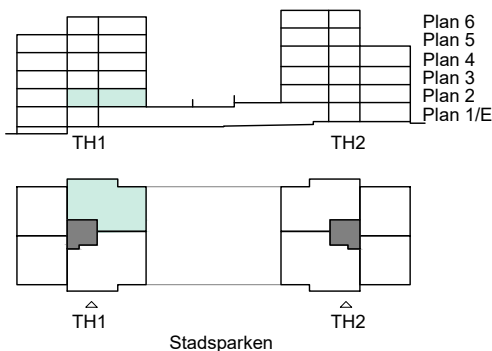 Plan 6
Plan 5
Plan 4
Plan 3
Plan 2
Plan 1/E
TH1 TH2
TH1 TH2
Stadsparken